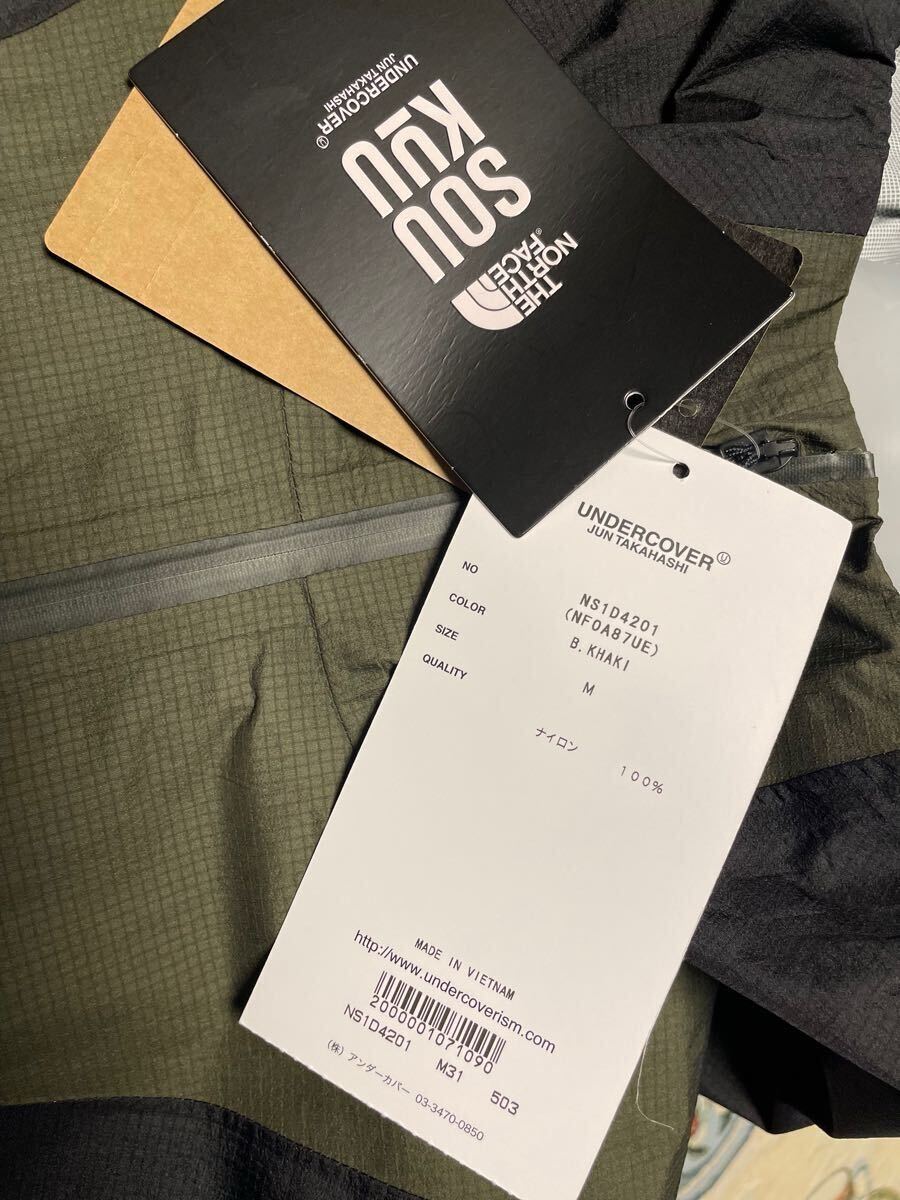 UNDERCOVER
JUN TAKAHASHI
SOU
KUU
THE
NORTH
FACE
UNDERCOVER
JUN TAKAHASHI
NO
NS1D4201
(NF0A87UE)
COLOR
B. KHAKI
SIZE
M
QUALITY
ナイロン
100%
MADE IN VIETNAM
http://www.undercoverism.com
2000001071090
NS1D4201 M31 503
(株) アンダーカバー 03-3470-0850